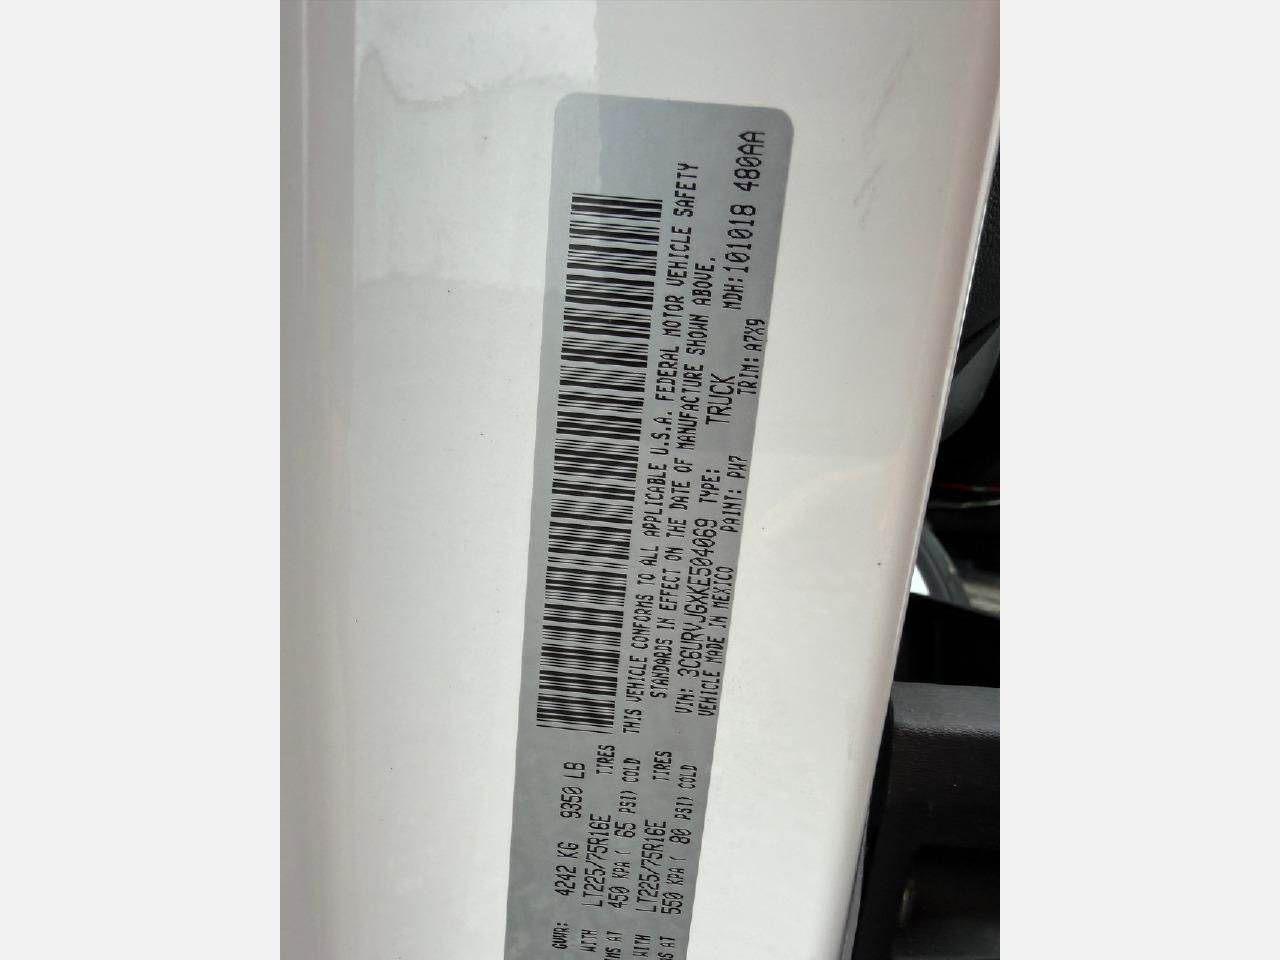 GVWR: 4242 KG 9350 LB
WITH LT225/75R16E TIRES
AT 450 KPA ( 65 PSI) COLD
WITH LT225/75R16E TIRES
AT 550 KPA ( 80 PSI) COLD
THIS VEHICLE CONFORMS TO ALL APPLICABLE U.S.A. FEDERAL MOTOR VEHICLE SAFETY
STANDARDS IN EFFECT ON THE DATE OF MANUFACTURE SHOWN ABOVE.
VIN: 3C6URVJGXKE504069 TYPE: TRUCK MDH:101018 480AA
VEHICLE MADE IN MEXICO PAINT: PW7 TRIM: A7X9